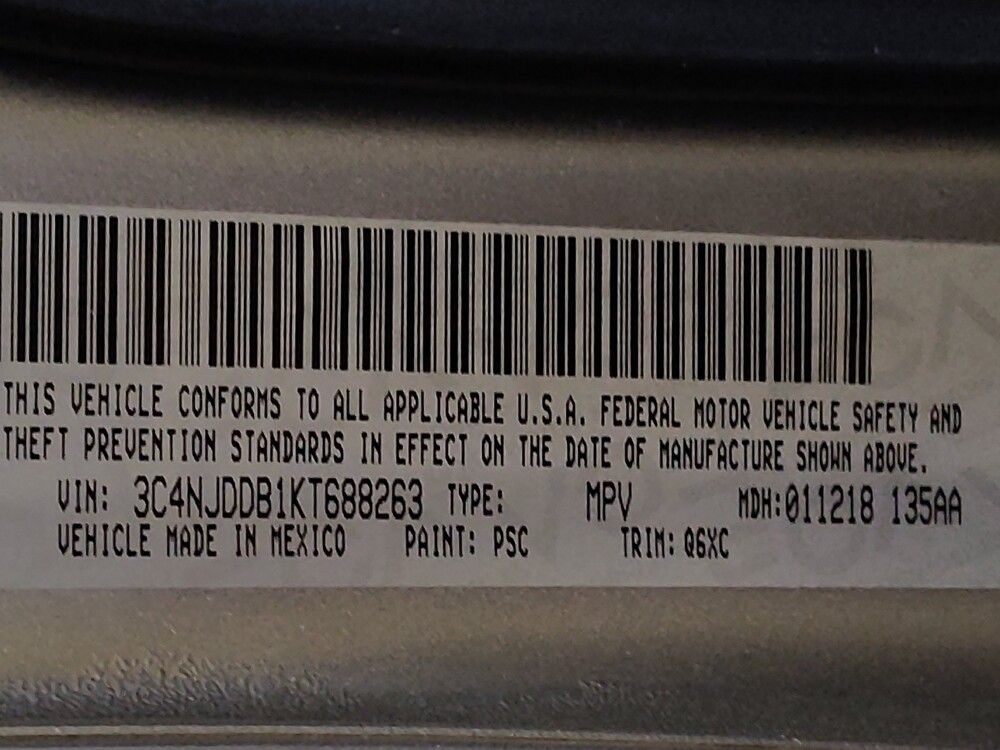 THIS VEHICLE CONFORMS TO ALL APPLICABLE U.S.A. FEDERAL MOTOR VEHICLE SAFETY AND
THEFT PREVENTION STANDARDS IN EFFECT ON THE DATE OF MANUFACTURE SHOWN ABOVE.
VIN: 3C4NJDDB1KT688263 TYPE: MPV MDH:011218 135AA
VEHICLE MADE IN MEXICO PAINT: PSC TRIM: Q6XC